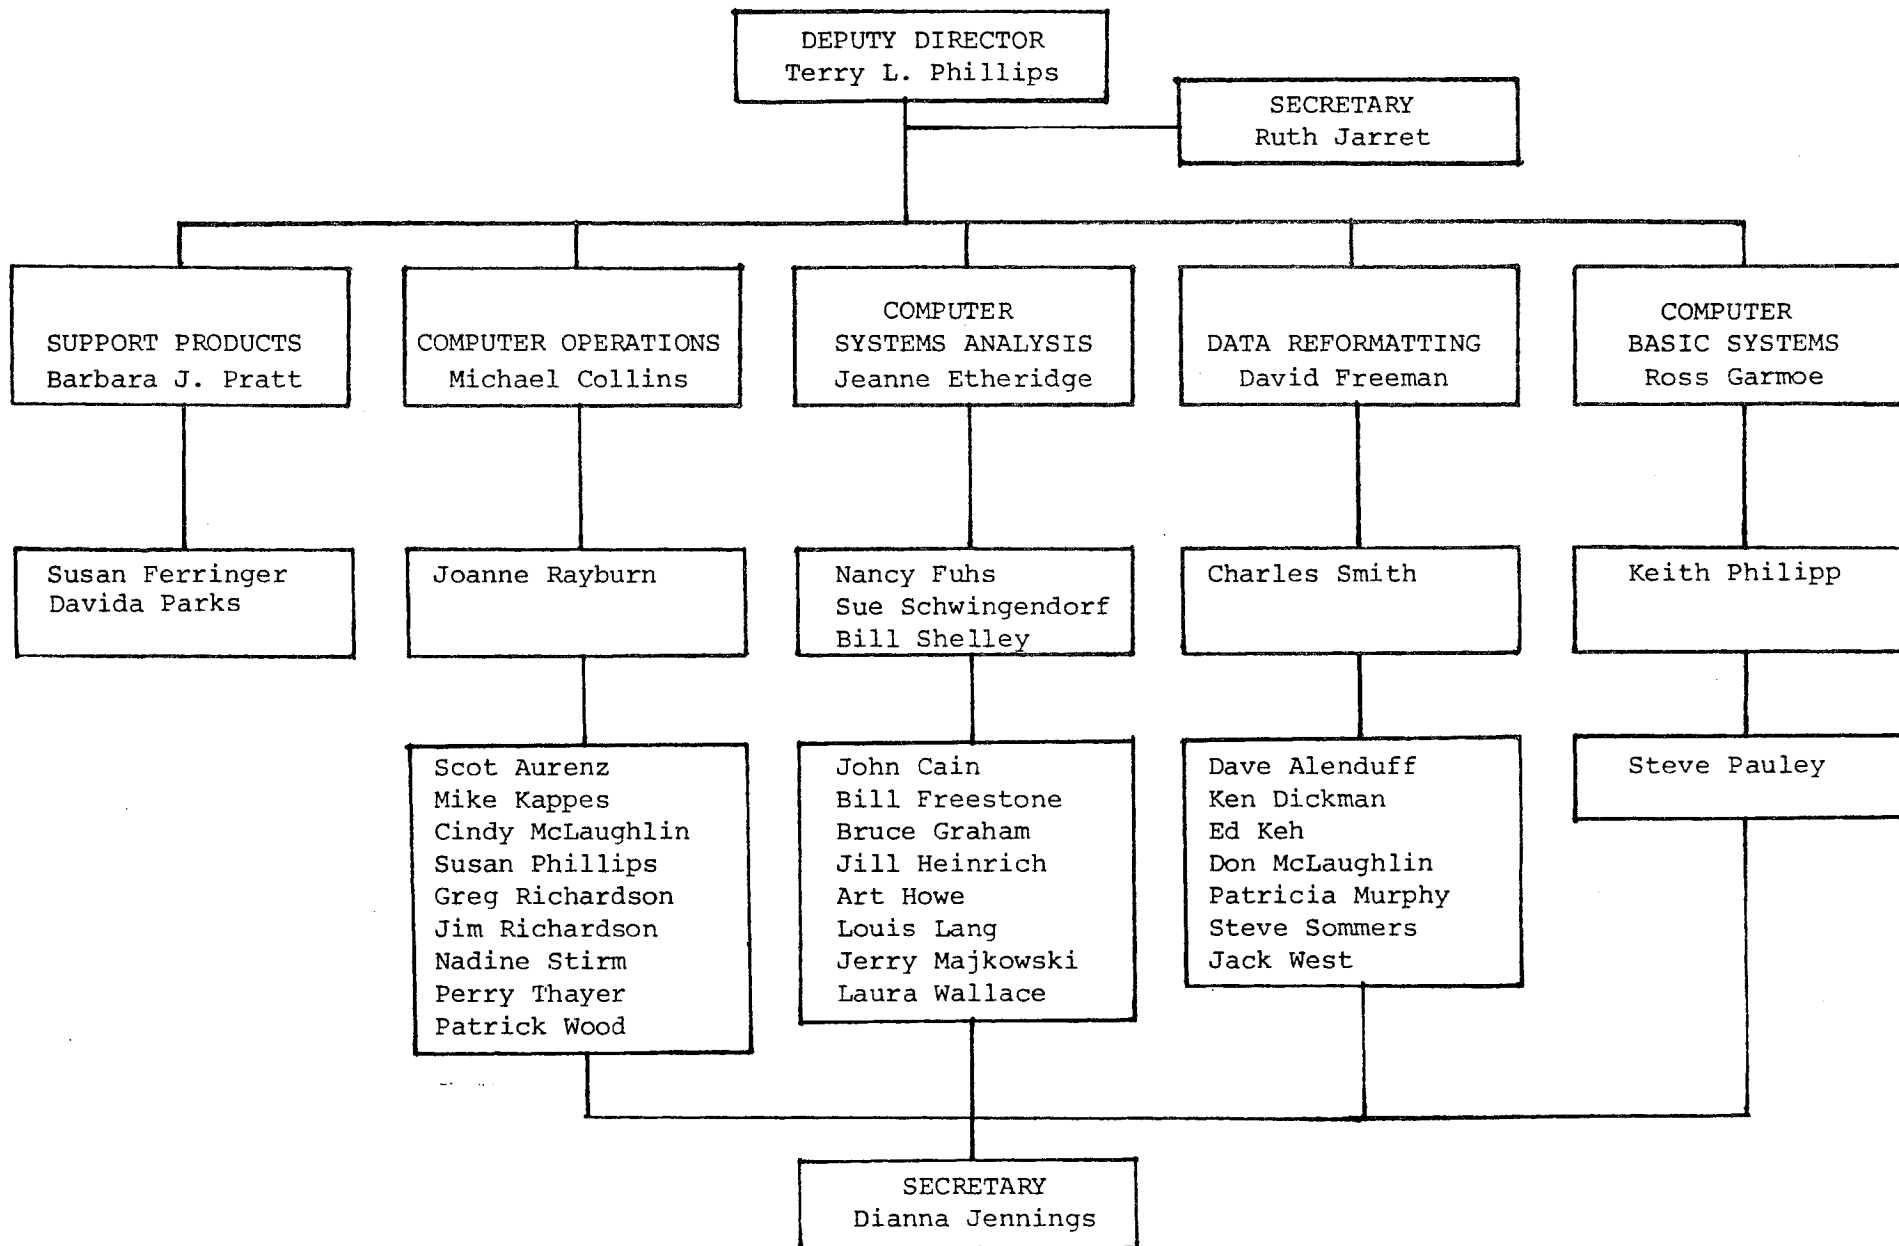 DEPUTY DIRECTOR
Terry L. Phillips
SECRETARY
Ruth Jarret
SUPPORT PRODUCTS
Barbara J. Pratt
COMPUTER OPERATIONS
Michael Collins
COMPUTER
SYSTEMS ANALYSIS
Jeanne Etheridge
DATA REFORMATTING
David Freeman
COMPUTER
BASIC SYSTEMS
Ross Garmoe
Susan Ferringer
Davida Parks
Joanne Rayburn
Nancy Fuhs
Sue Schwingendorf
Bill Shelley
Charles Smith
Keith Philipp
Scot Aurenz
Mike Kappes
Cindy McLaughlin
Susan Phillips
Greg Richardson
Jim Richardson
Nadine Stirm
Perry Thayer
Patrick Wood
John Cain
Bill Freestone
Bruce Graham
Jill Heinrich
Art Howe
Louis Lang
Jerry Majkowski
Laura Wallace
Dave Alenduff
Ken Dickman
Ed Keh
Don McLaughlin
Patricia Murphy
Steve Sommers
Jack West
Steve Pauley
SECRETARY
Dianna Jennings